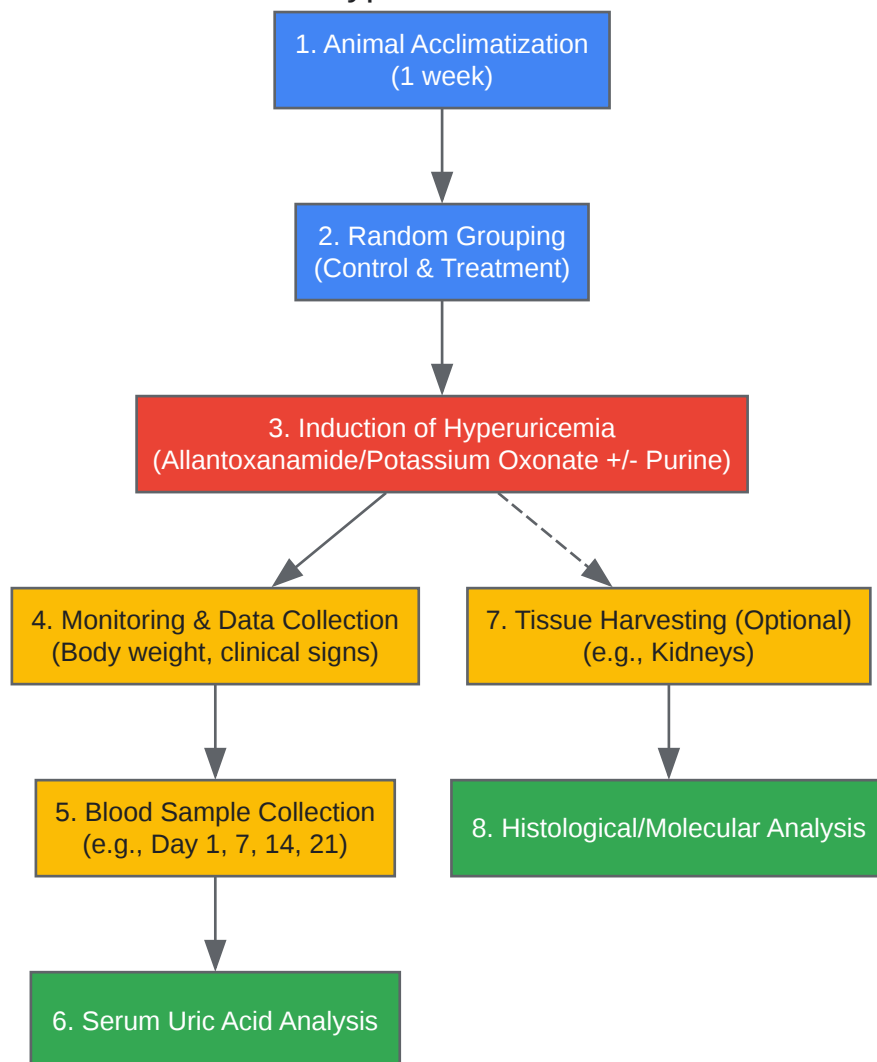 1. Animal Acclimatization
(1 week)
2. Random Grouping
(Control & Treatment)
3. Induction of Hyperuricemia
(Allantoxanamide/Potassium Oxonate +/- Purine)
4. Monitoring & Data Collection
(Body weight, clinical signs)
7. Tissue Harvesting (Optional)
(e.g., Kidneys)
5. Blood Sample Collection
(e.g., Day 1, 7, 14, 21)
8. Histological/Molecular Analysis
6. Serum Uric Acid Analysis